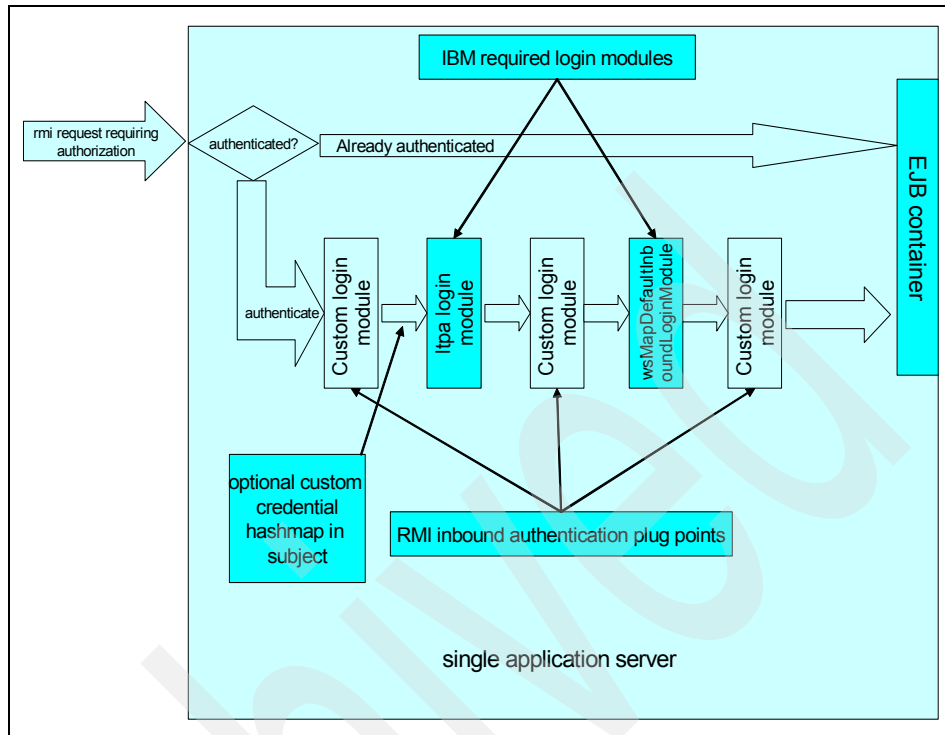 IBM required login modules
rmi request requiring
authorization
authenticated?
Already authenticated
EJB container
authenticate
Custom login
module
ltpa login
module
Custom login
module
wsMapDefaultInb
oundLoginModule
Custom login
module
optional custom
credential
hashmap in
subject
RMI inbound authentication plug points
single application server